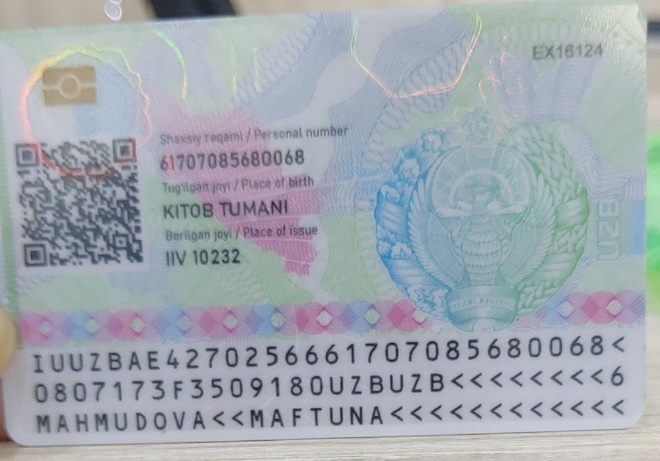 EX16124
Shaxsiy raqami / Personal number
61707085680068
Tug'ilgan joyi / Place of birth
KITOB TUMANI
Berilgan joyi / Place of issue
IIV 10232
UZB
IUUZBAE4270256661707085680068<
0807173F3509180UZBUZB<<<<<<<<6
MAHMUDOVA<<MAFTUNA<<<<<<<<<<<<